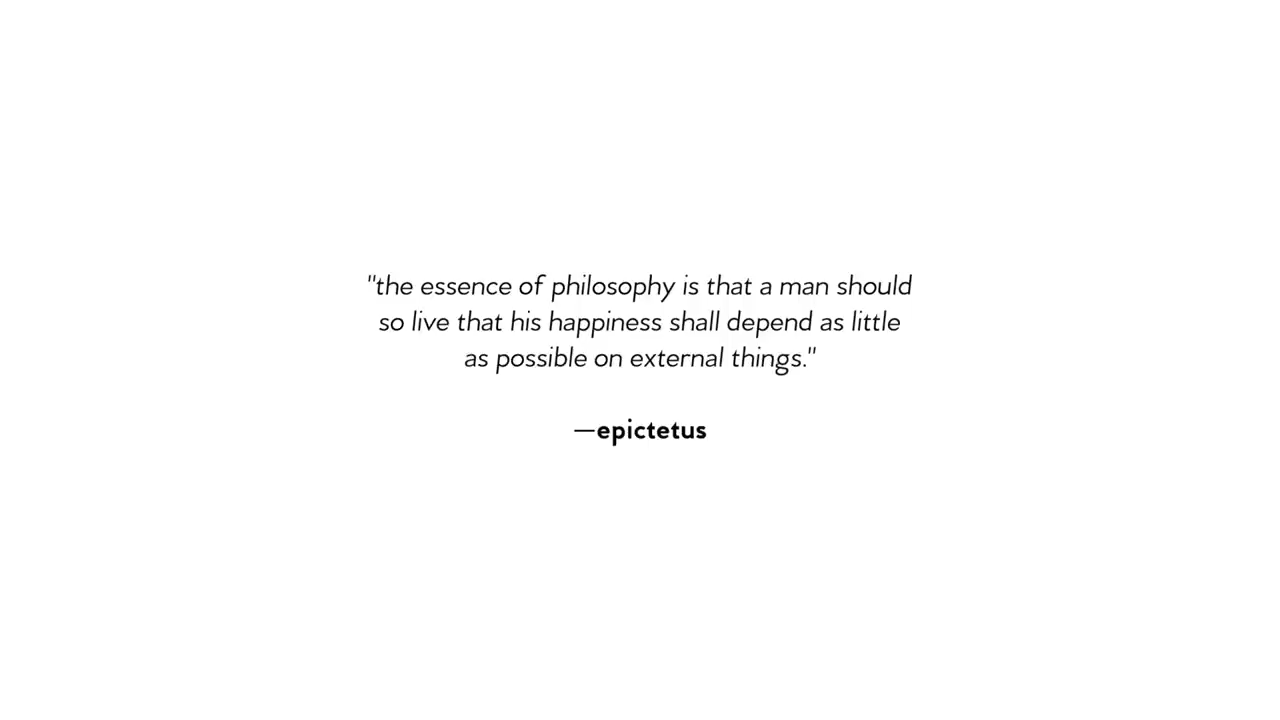 "the essence of philosophy is that a man should
so live that his happiness shall depend as little
as possible on external things."
—epictetus